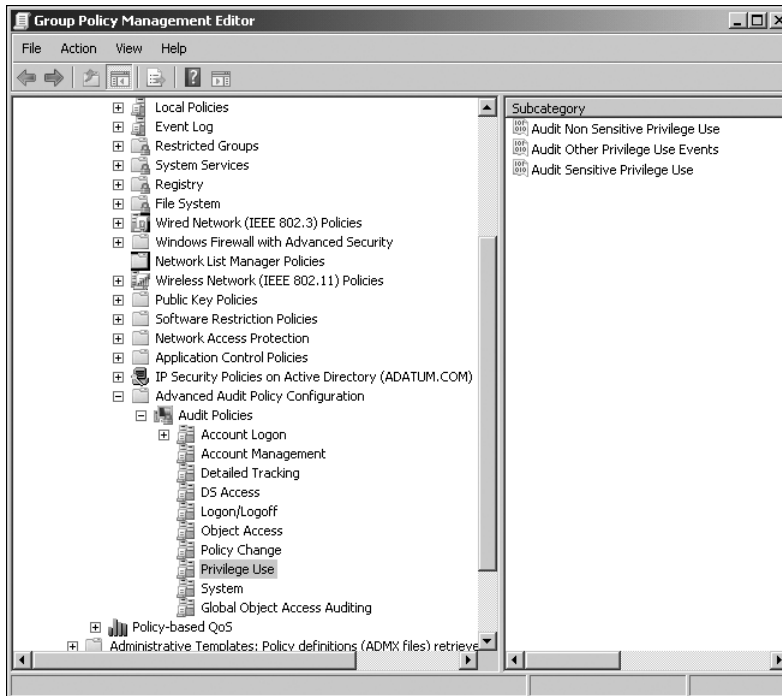 Group Policy Management Editor
File Action View Help
Local Policies
Event Log
Restricted Groups
System Services
Registry
File System
Wired Network (IEEE 802.3) Policies
Windows Firewall with Advanced Security
Network List Manager Policies
Wireless Network (IEEE 802.11) Policies
Public Key Policies
Software Restriction Policies
Network Access Protection
Application Control Policies
IP Security Policies on Active Directory (ADATUM.COM)
Advanced Audit Policy Configuration
Audit Policies
Account Logon
Account Management
Detailed Tracking
DS Access
Logon/Logoff
Object Access
Policy Change
Privilege Use
System
Global Object Access Auditing
Policy-based QoS
Administrative Templates: Policy definitions (ADMX files) retrieve
Subcategory
Audit Non Sensitive Privilege Use
Audit Other Privilege Use Events
Audit Sensitive Privilege Use